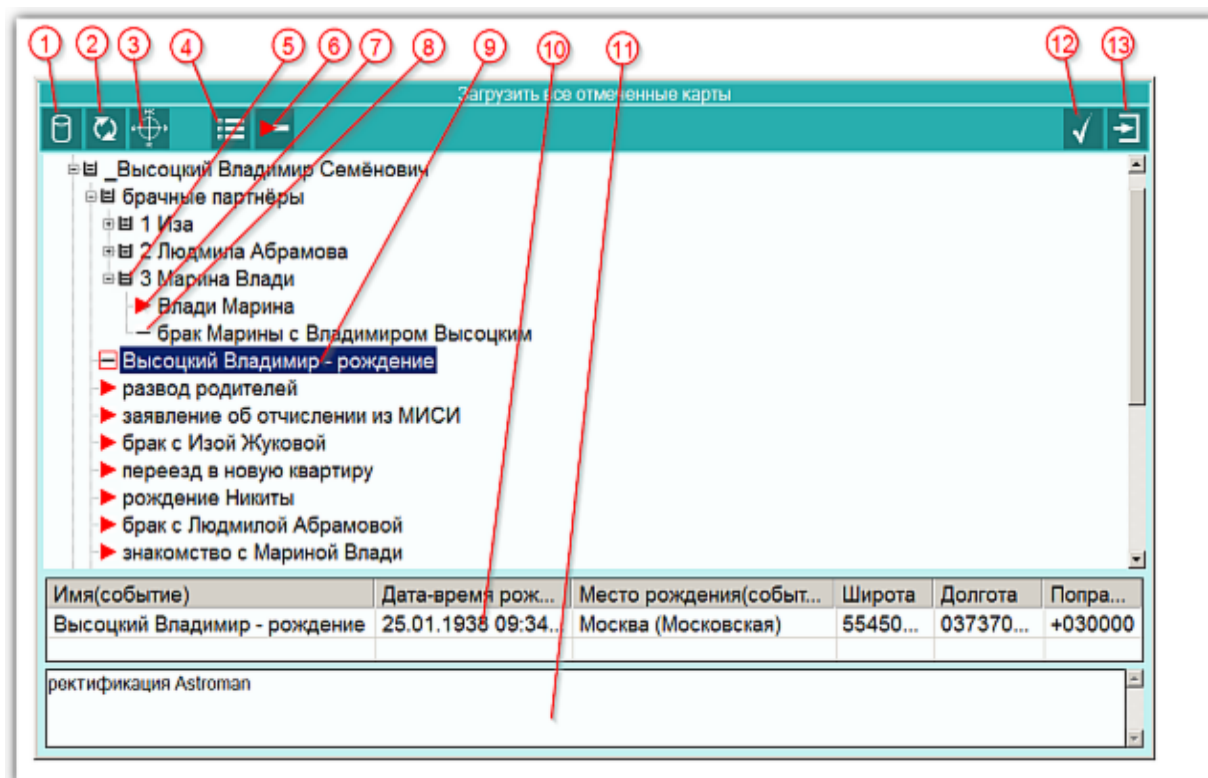 1 2 3 4 5 6 7 8 9 10 11 12 13
Загрузить все отмеченные карты
_Высоцкий Владимир Семёнович
брачные партнёры
1 Иза
2 Людмила Абрамова
3 Марина Влади
Влади Марина
брак Марины с Владимиром Высоцким
Высоцкий Владимир - рождение
развод родителей
заявление об отчислении из МИСИ
брак с Изой Жуковой
переезд в новую квартиру
рождение Никиты
брак с Людмилой Абрамовой
знакомство с Мариной Влади
Имя(событие) Дата-время рож... Место рождения(событ... Широта Долгота Попра...
Высоцкий Владимир - рождение 25.01.1938 09:34... Москва (Московская) 55450... 037370... +030000
ректификация Astroman